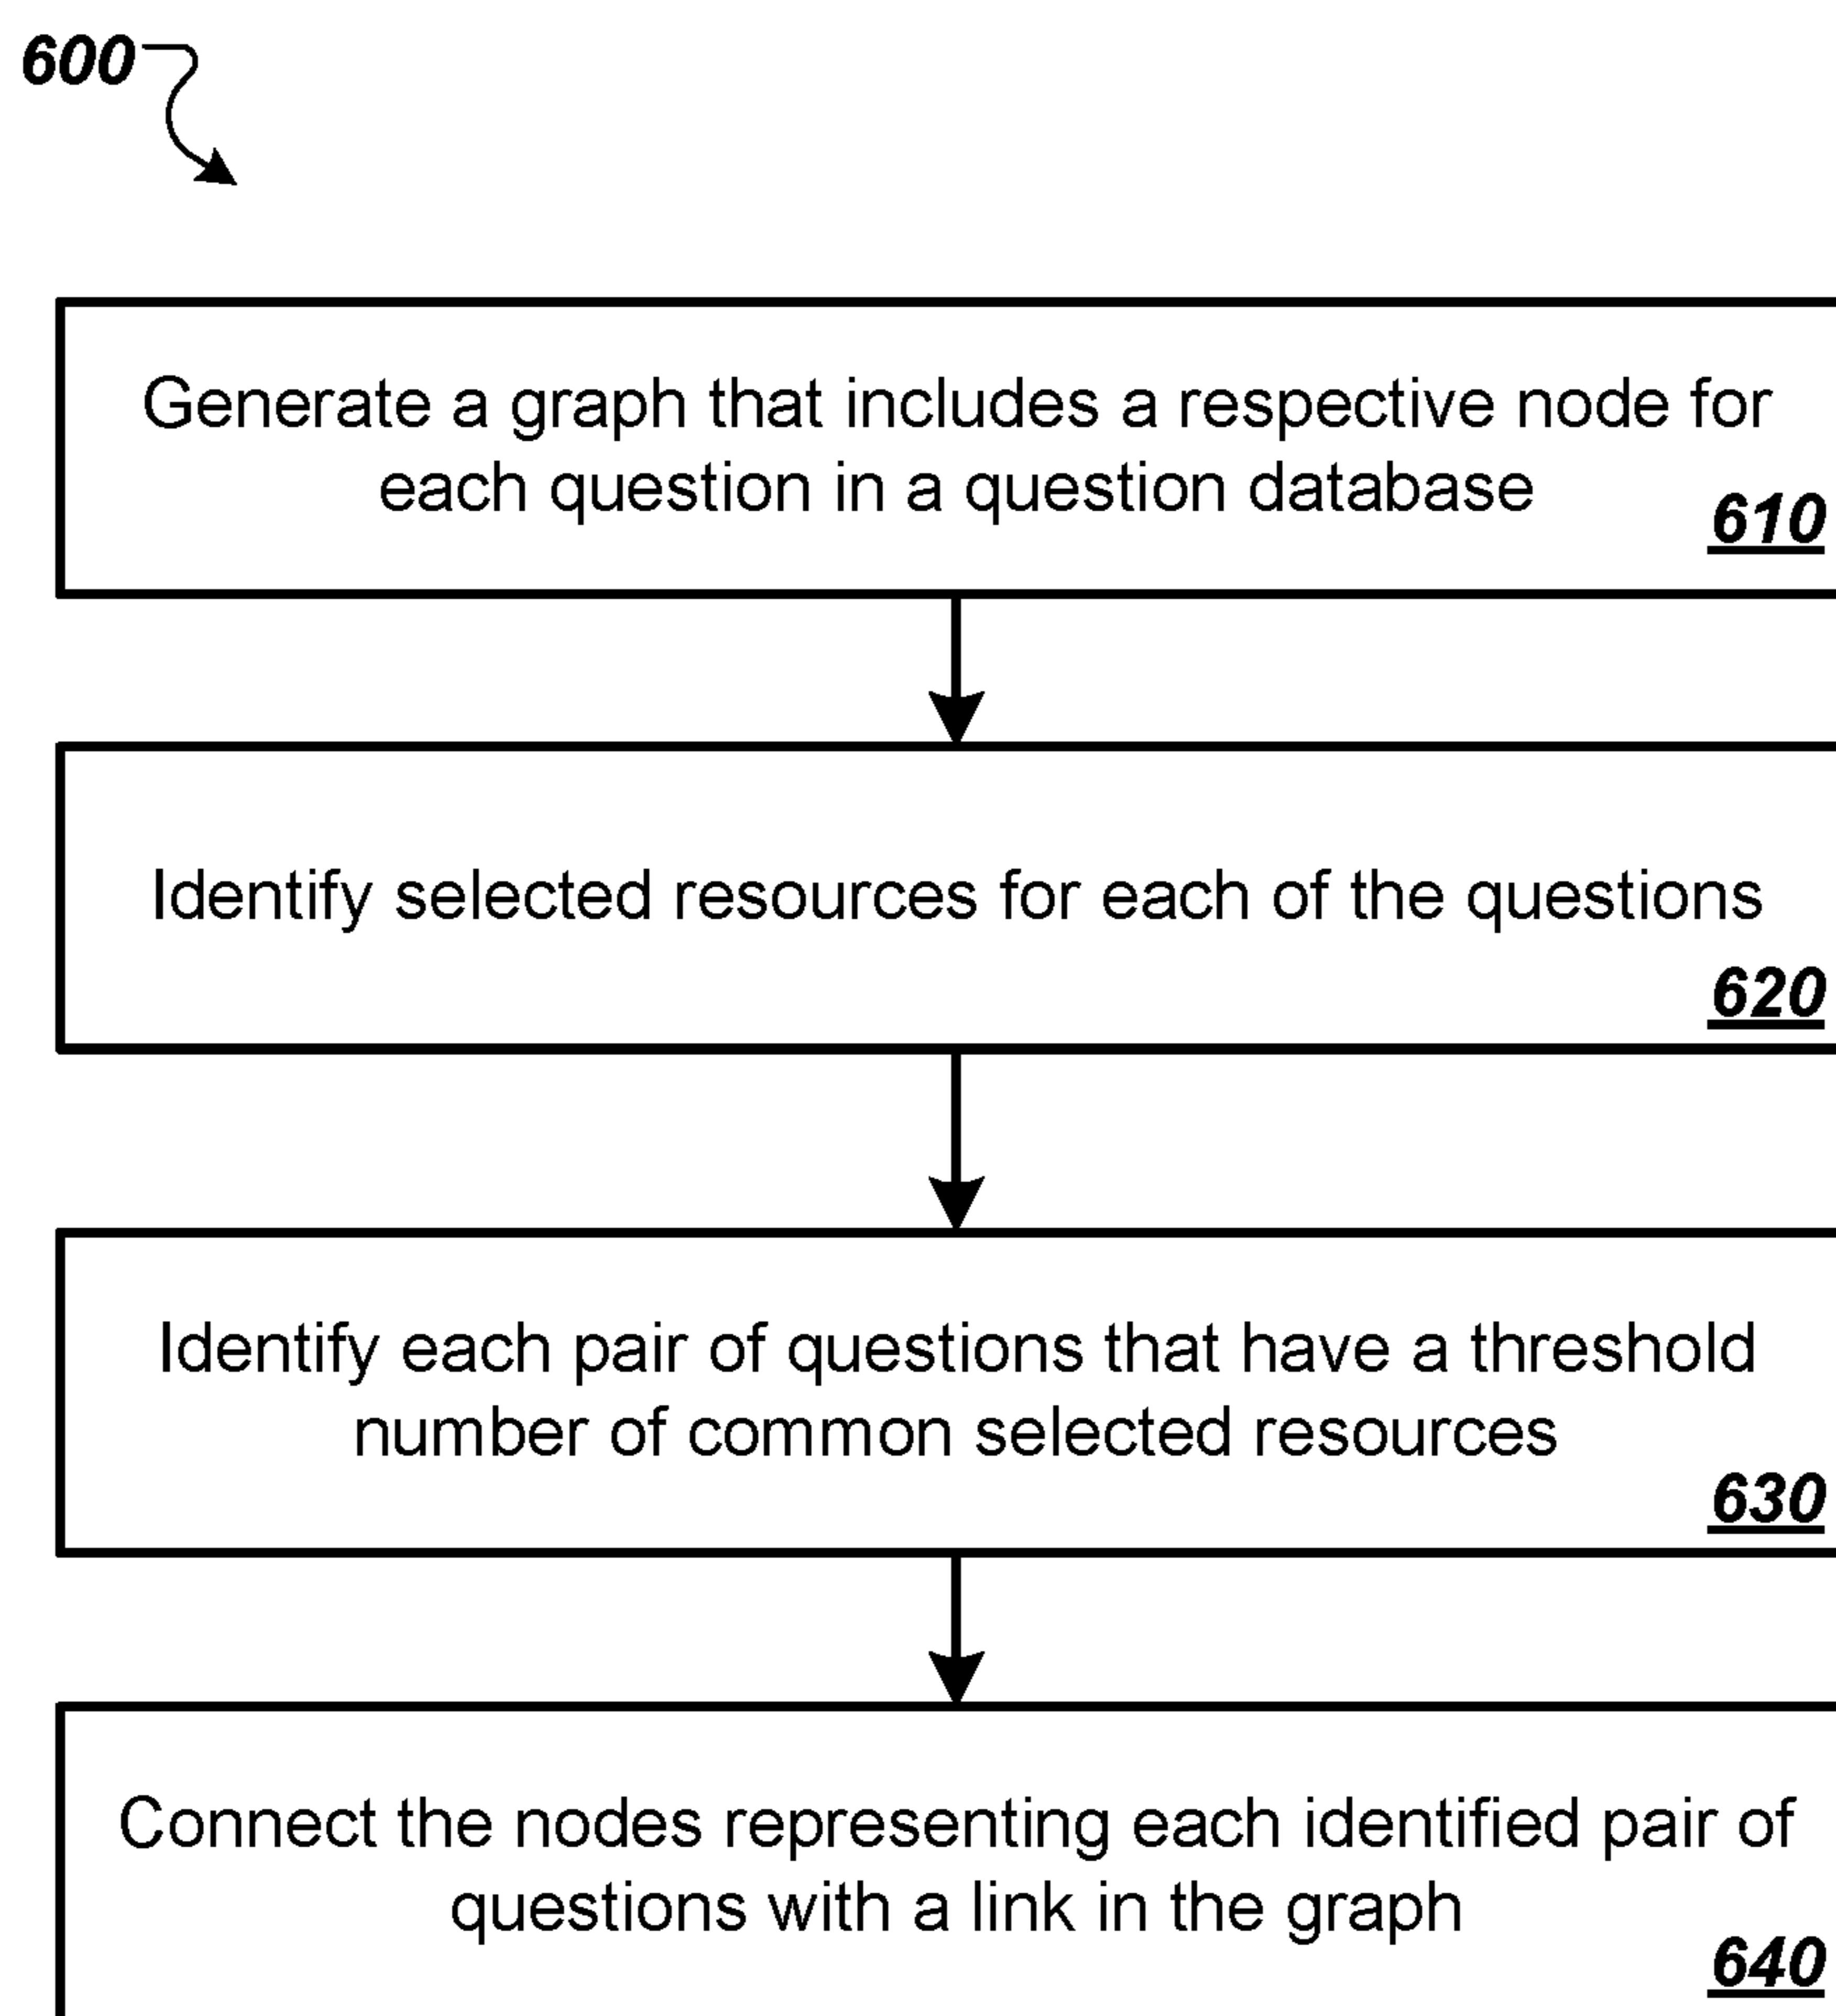 600
Generate a graph that includes a respective node for
each question in a question database
610
Identify selected resources for each of the questions
620
Identify each pair of questions that have a threshold
number of common selected resources
630
Connect the nodes representing each identified pair of
questions with a link in the graph
640